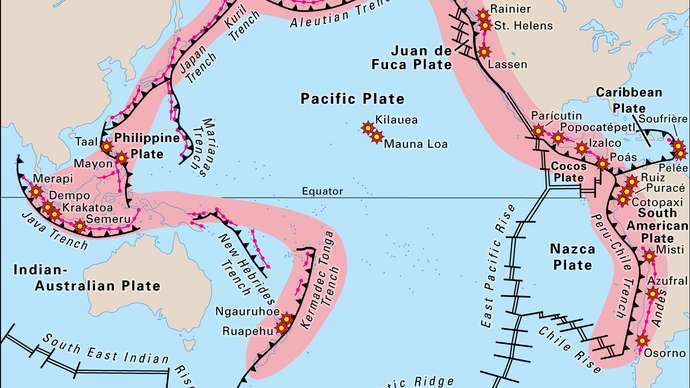 Aleutian Trench
Kuril
Trench
Japan
Trench
Rainier
St. Helens
Juan de
Fuca Plate
Lassen
Pacific Plate
Caribbean
Plate
Soufrière
Kilauea
Mauna Loa
Parícutin
Popocatépetl
Izalco
Poás
Pelée
Taal
Philippine
Plate
Mayon
Marianas
Trench
Cocos
Plate
Ruiz
Puracé
Cotopaxi
Merapi
Dempo
Krakatoa
Semeru
Java Trench
Equator
South
American
Plate
Misti
Azufral
Andes
Osorno
Peru-Chile Trench
Nazca
Plate
East Pacific Rise
Chile Rise
New Hebrides
Trench
Kermadec Tonga
Trench
Indian-
Australian Plate
Ngauruhoe
Ruapehu
South East Indian Rise
tic Ridge